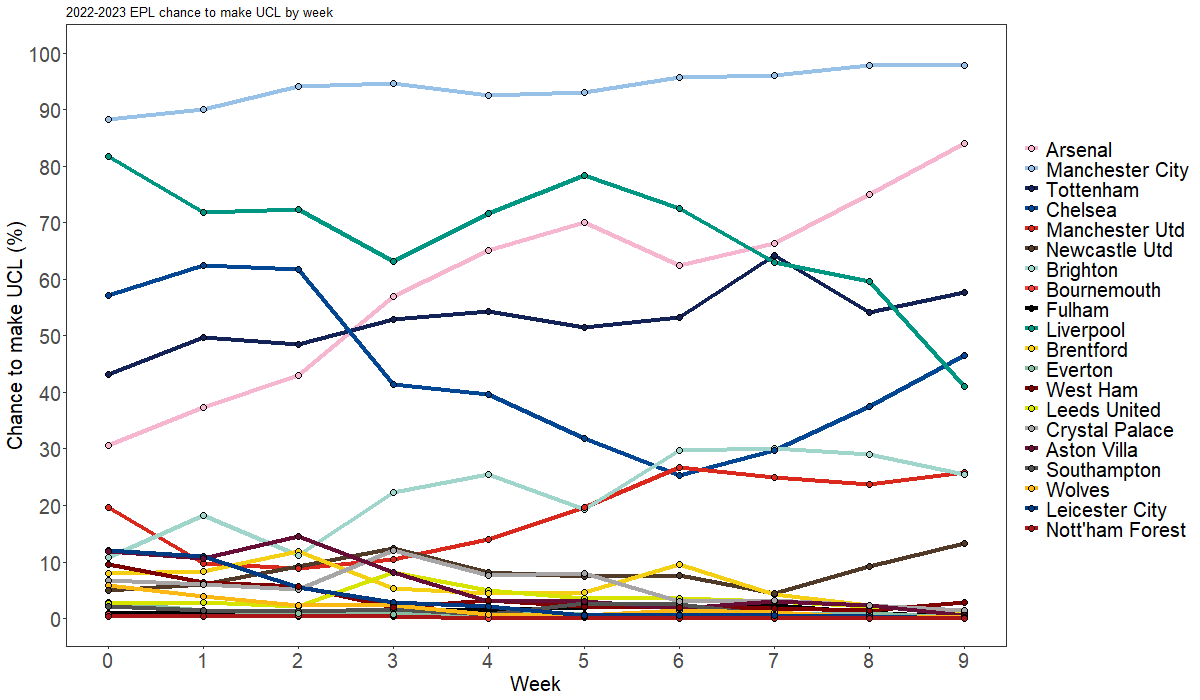 2022-2023 EPL chance to make UCL by week
Chance to make UCL (%)
100
90
80
70
60
50
40
30
20
10
0
0 1 2 3 4 5 6 7 8 9
Week
Arsenal
Manchester City
Tottenham
Chelsea
Manchester Utd
Newcastle Utd
Brighton
Bournemouth
Fulham
Liverpool
Brentford
Everton
West Ham
Leeds United
Crystal Palace
Aston Villa
Southampton
Wolves
Leicester City
Nott'ham Forest